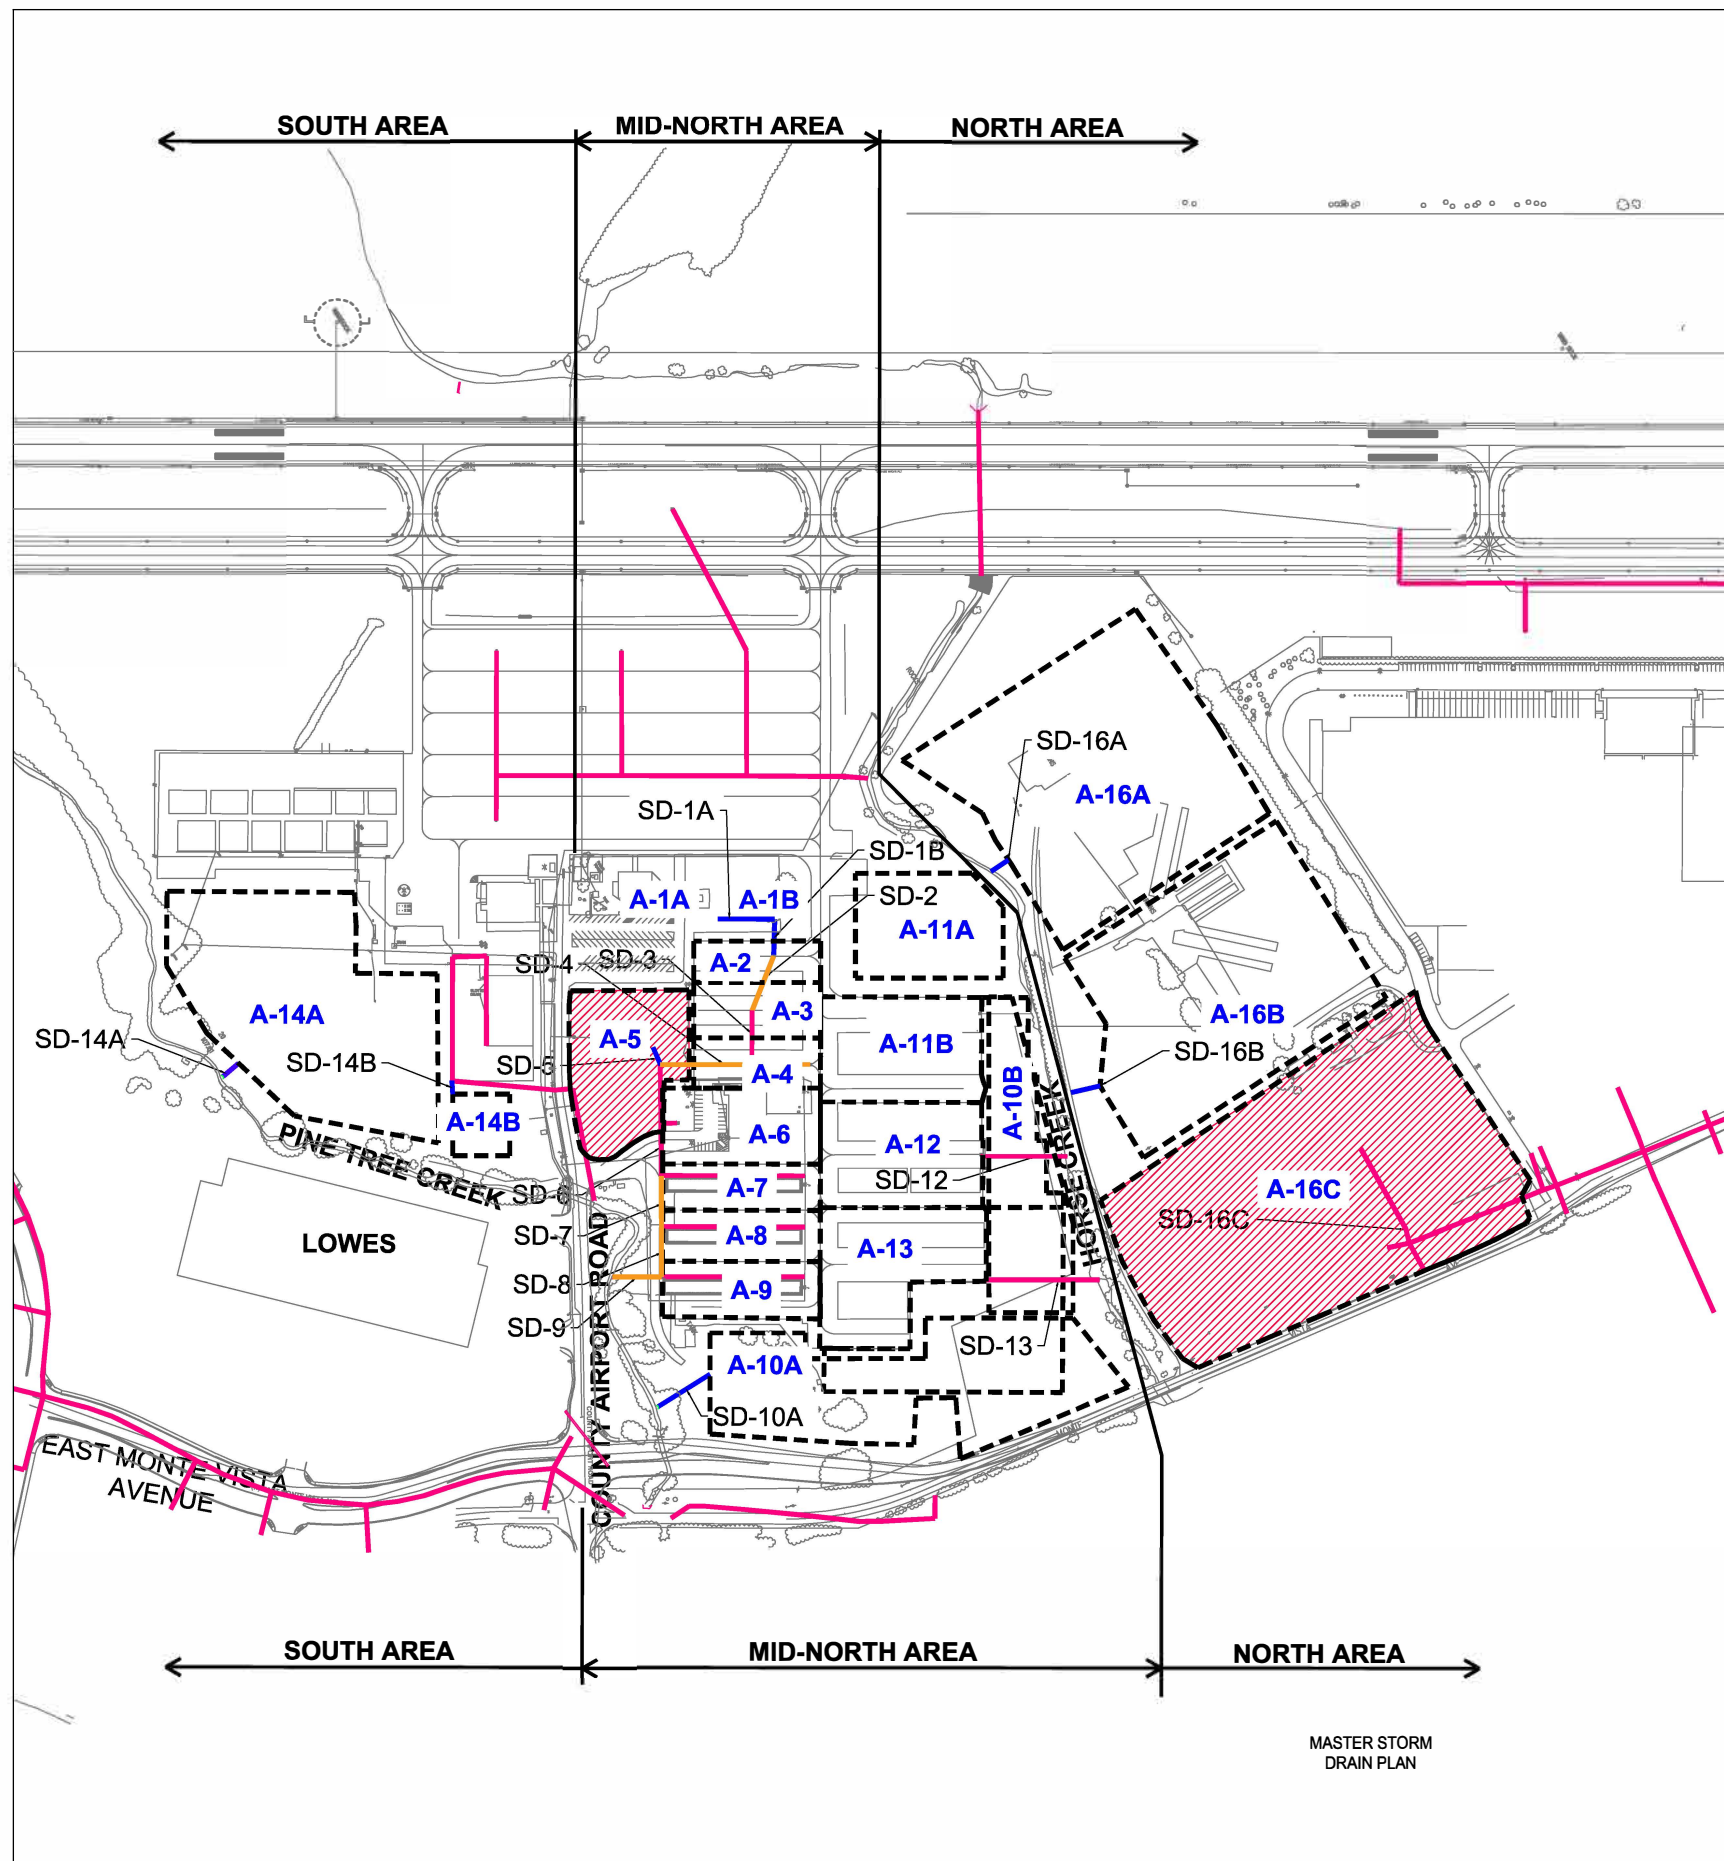 SOUTH AREA
MID-NORTH AREA
NORTH AREA
SD-16A
A-16A
SD-1A
SD-1B
A-1A
A-1B
SD-2
A-11A
SD-4
SD-3
A-2
A-3
A-14A
A-5
A-16B
SD-14A
SD-14B
SD-5
A-11B
SD-16B
A-4
A-10B
A-14B
A-6
A-12
HORSE CREEK
PINE TREE CREEK
SD-12
SD-6
A-7
A-16C
SD-16C
SD-7
A-8
A-13
LOWES
COUNTY AIRPORT ROAD
SD-8
A-9
SD-9
SD-13
A-10A
SD-10A
EAST MONTE VISTA
AVENUE
SOUTH AREA
MID-NORTH AREA
NORTH AREA
MASTER STORM
DRAIN PLAN